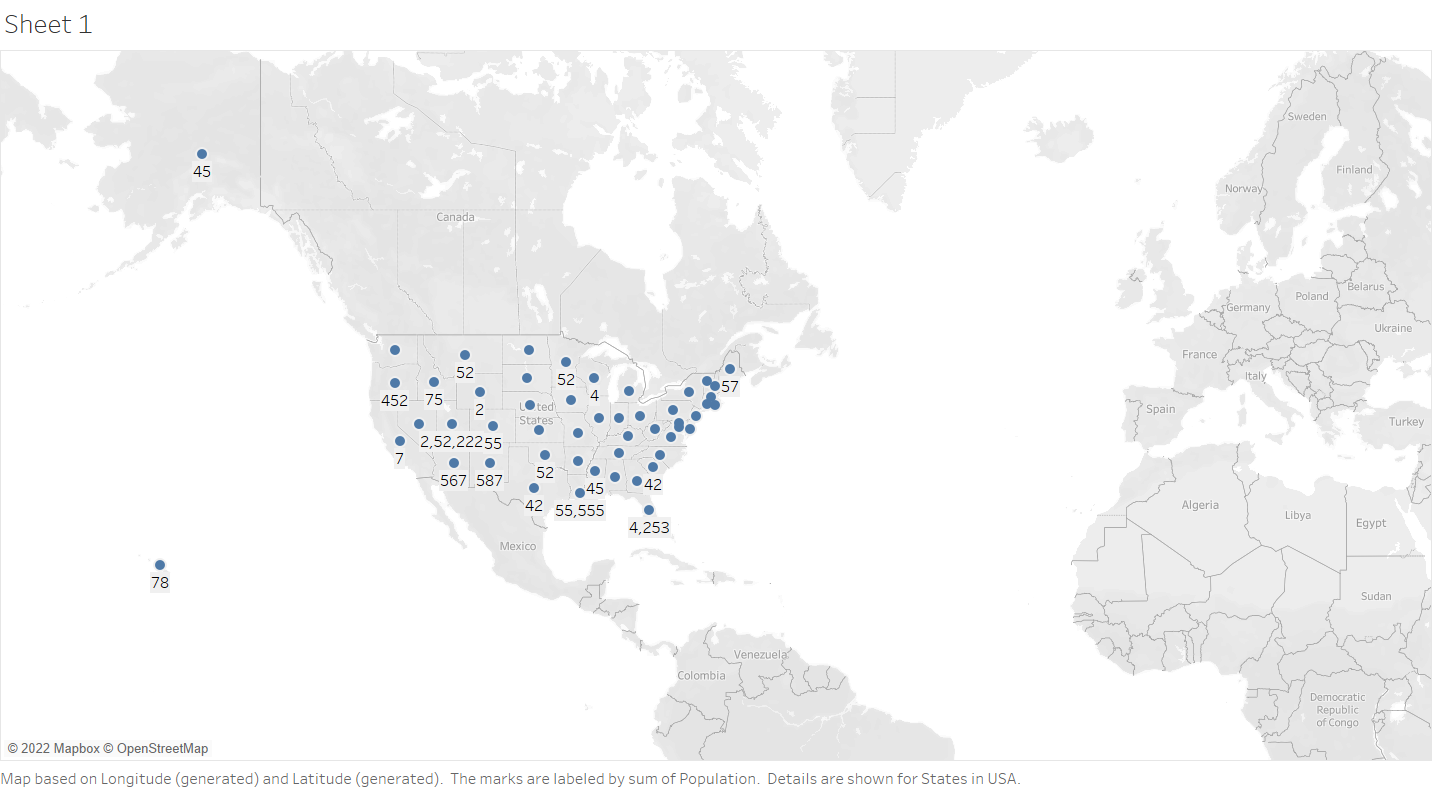 Sheet 1
Sweden
Finland
45
Norway
Canada
Belarus
Poland
Germany
Ukraine
France
52
52
Italy
57
75
4
452
2
United
States
Spain
Turkey
2,52,222
55
7
52
567
587
45
42
42
55,555
Algeria
Libya
Egypt
4,253
Mexico
78
Sudan
Venezuela
Colombia
Democratic
Republic
of Congo
© 2022 Mapbox © OpenStreetMap
Map based on Longitude (generated) and Latitude (generated). The marks are labeled by sum of Population. Details are shown for States in USA.